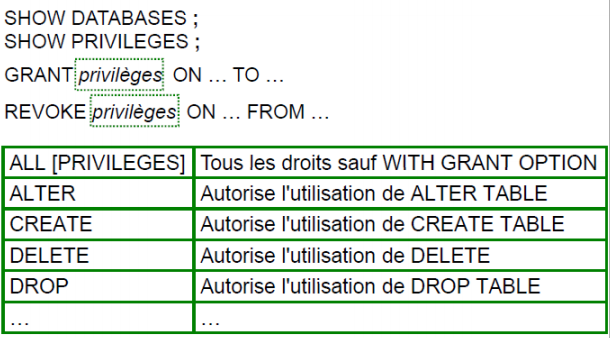 SHOW DATABASES ;
SHOW PRIVILEGES ;
GRANT privilèges ON … TO …
REVOKE privilèges ON … FROM …
ALL [PRIVILEGES] Tous les droits sauf WITH GRANT OPTION
ALTER Autorise l'utilisation de ALTER TABLE
CREATE Autorise l'utilisation de CREATE TABLE
DELETE Autorise l'utilisation de DELETE
DROP Autorise l'utilisation de DROP TABLE
… …